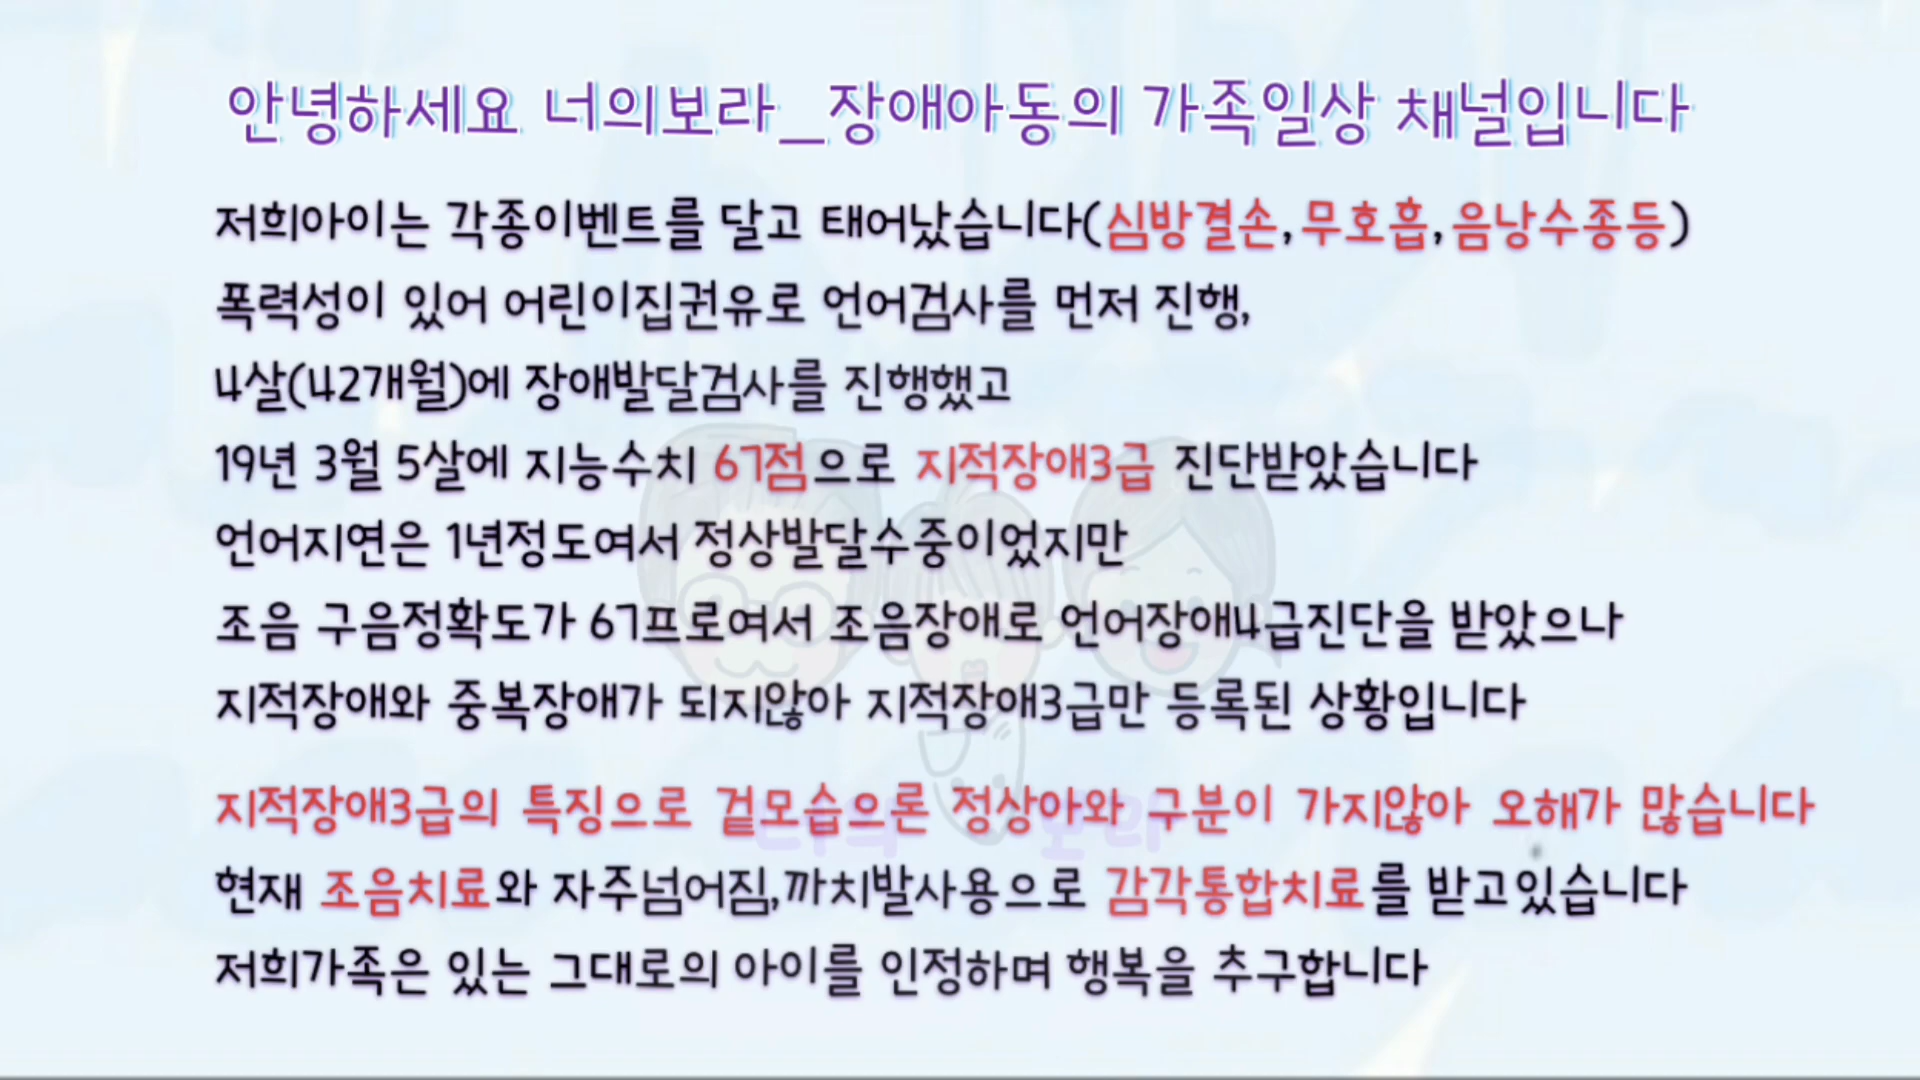 안녕하세요 너의보라_장애아동의 가족일상 채널입니다
저희아이는 각종이벤트를 달고 태어났습니다(심방결손,무호흡,음낭수종등)
폭력성이 있어 어린이집권유로 언어검사를 먼저 진행,
4살(42개월)에 장애발달검사를 진행했고
19년 3월 5살에 지능수치 67점으로 지적장애3급 진단받았습니다
언어지연은 1년정도여서 정상발달수중이었지만
조음 구음정확도가 67프로여서 조음장애로 언어장애4급진단을 받았으나
지적장애와 중복장애가 되지않아 지적장애3급만 등록된 상황입니다
지적장애3급의 특징으로 겉모습으론 정상아와 구분이 가지않아 오해가 많습니다
현재 조음치료와 자주넘어짐,까치발사용으로 감각통합치료를 받고있습니다
저희가족은 있는 그대로의 아이를 인정하며 행복을 추구합니다